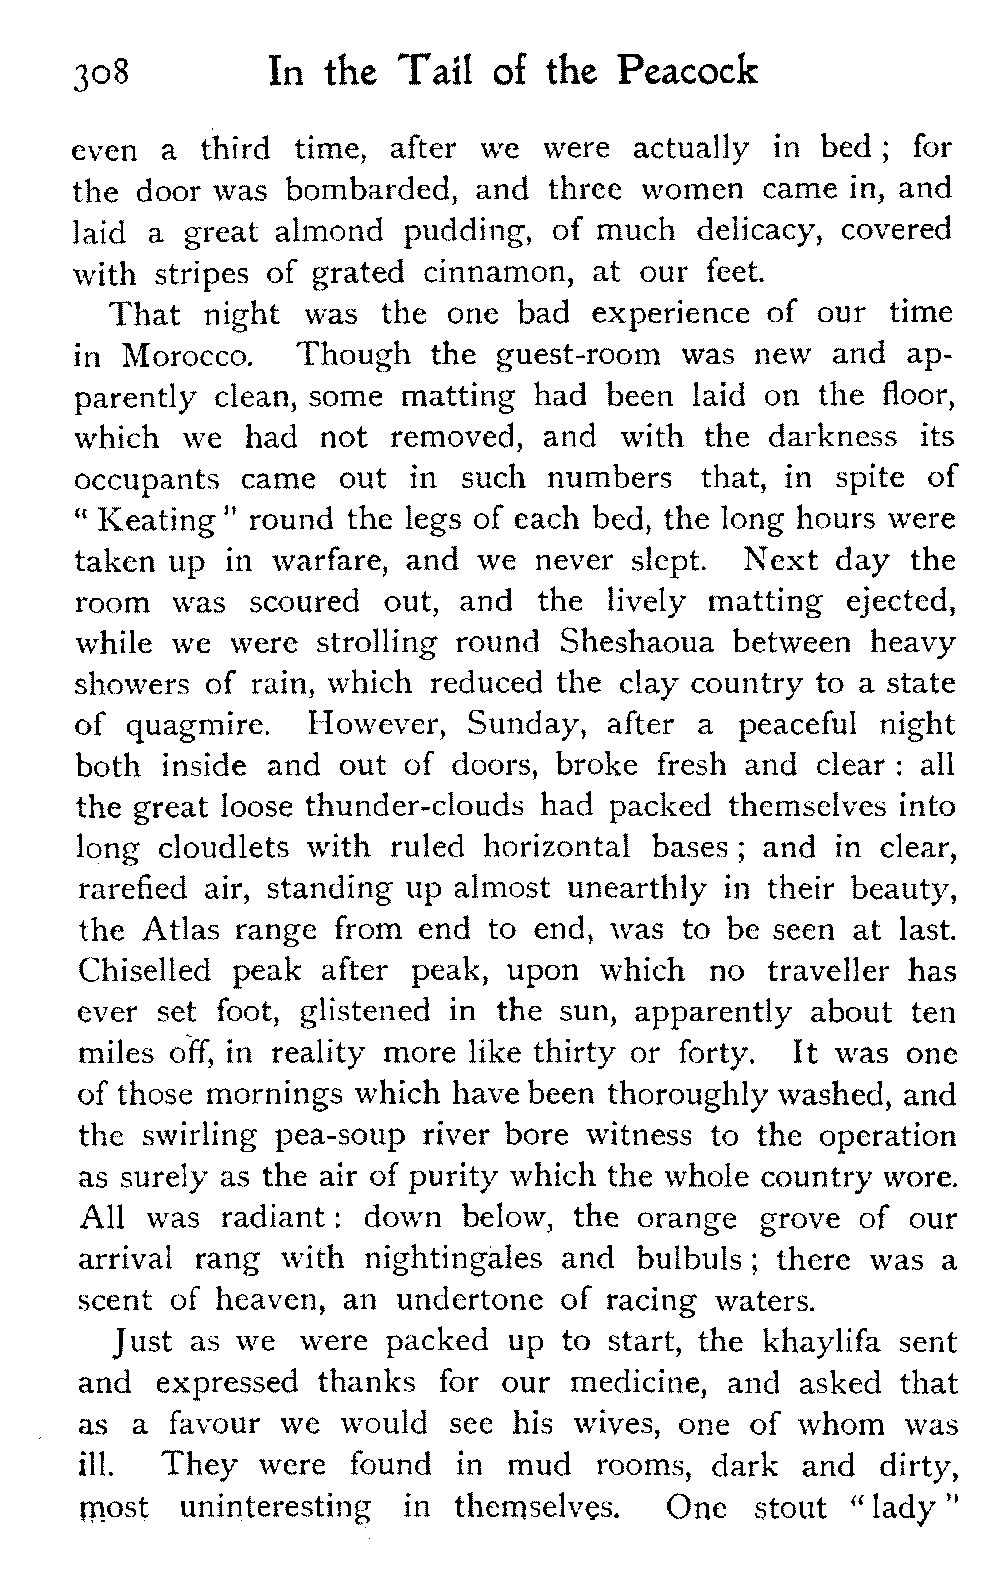 308 In the Tail of the Peacock
even a third time, after we were actually in bed ; for
the door was bombarded, and three women came in, and
laid a great almond pudding, of much delicacy, covered
with stripes of grated cinnamon, at our feet.
That night was the one bad experience of our time
in Morocco. Though the guest-room was new and ap-
parently clean, some matting had been laid on the floor,
which we had not removed, and with the darkness its
occupants came out in such numbers that, in spite of
“ Keating ” round the legs of each bed, the long hours were
taken up in warfare, and we never slept. Next day the
room was scoured out, and the lively matting ejected,
while we were strolling round Sheshaoua between heavy
showers of rain, which reduced the clay country to a state
of quagmire. However, Sunday, after a peaceful night
both inside and out of doors, broke fresh and clear : all
the great loose thunder-clouds had packed themselves into
long cloudlets with ruled horizontal bases ; and in clear,
rarefied air, standing up almost unearthly in their beauty,
the Atlas range from end to end, was to be seen at last.
Chiselled peak after peak, upon which no traveller has
ever set foot, glistened in the sun, apparently about ten
miles off, in reality more like thirty or forty. It was one
of those mornings which have been thoroughly washed, and
the swirling pea-soup river bore witness to the operation
as surely as the air of purity which the whole country wore.
All was radiant : down below, the orange grove of our
arrival rang with nightingales and bulbuls ; there was a
scent of heaven, an undertone of racing waters.
Just as we were packed up to start, the khaylifa sent
and expressed thanks for our medicine, and asked that
as a favour we would see his wives, one of whom was
ill. They were found in mud rooms, dark and dirty,
most uninteresting in themselves. One stout “ lady ”